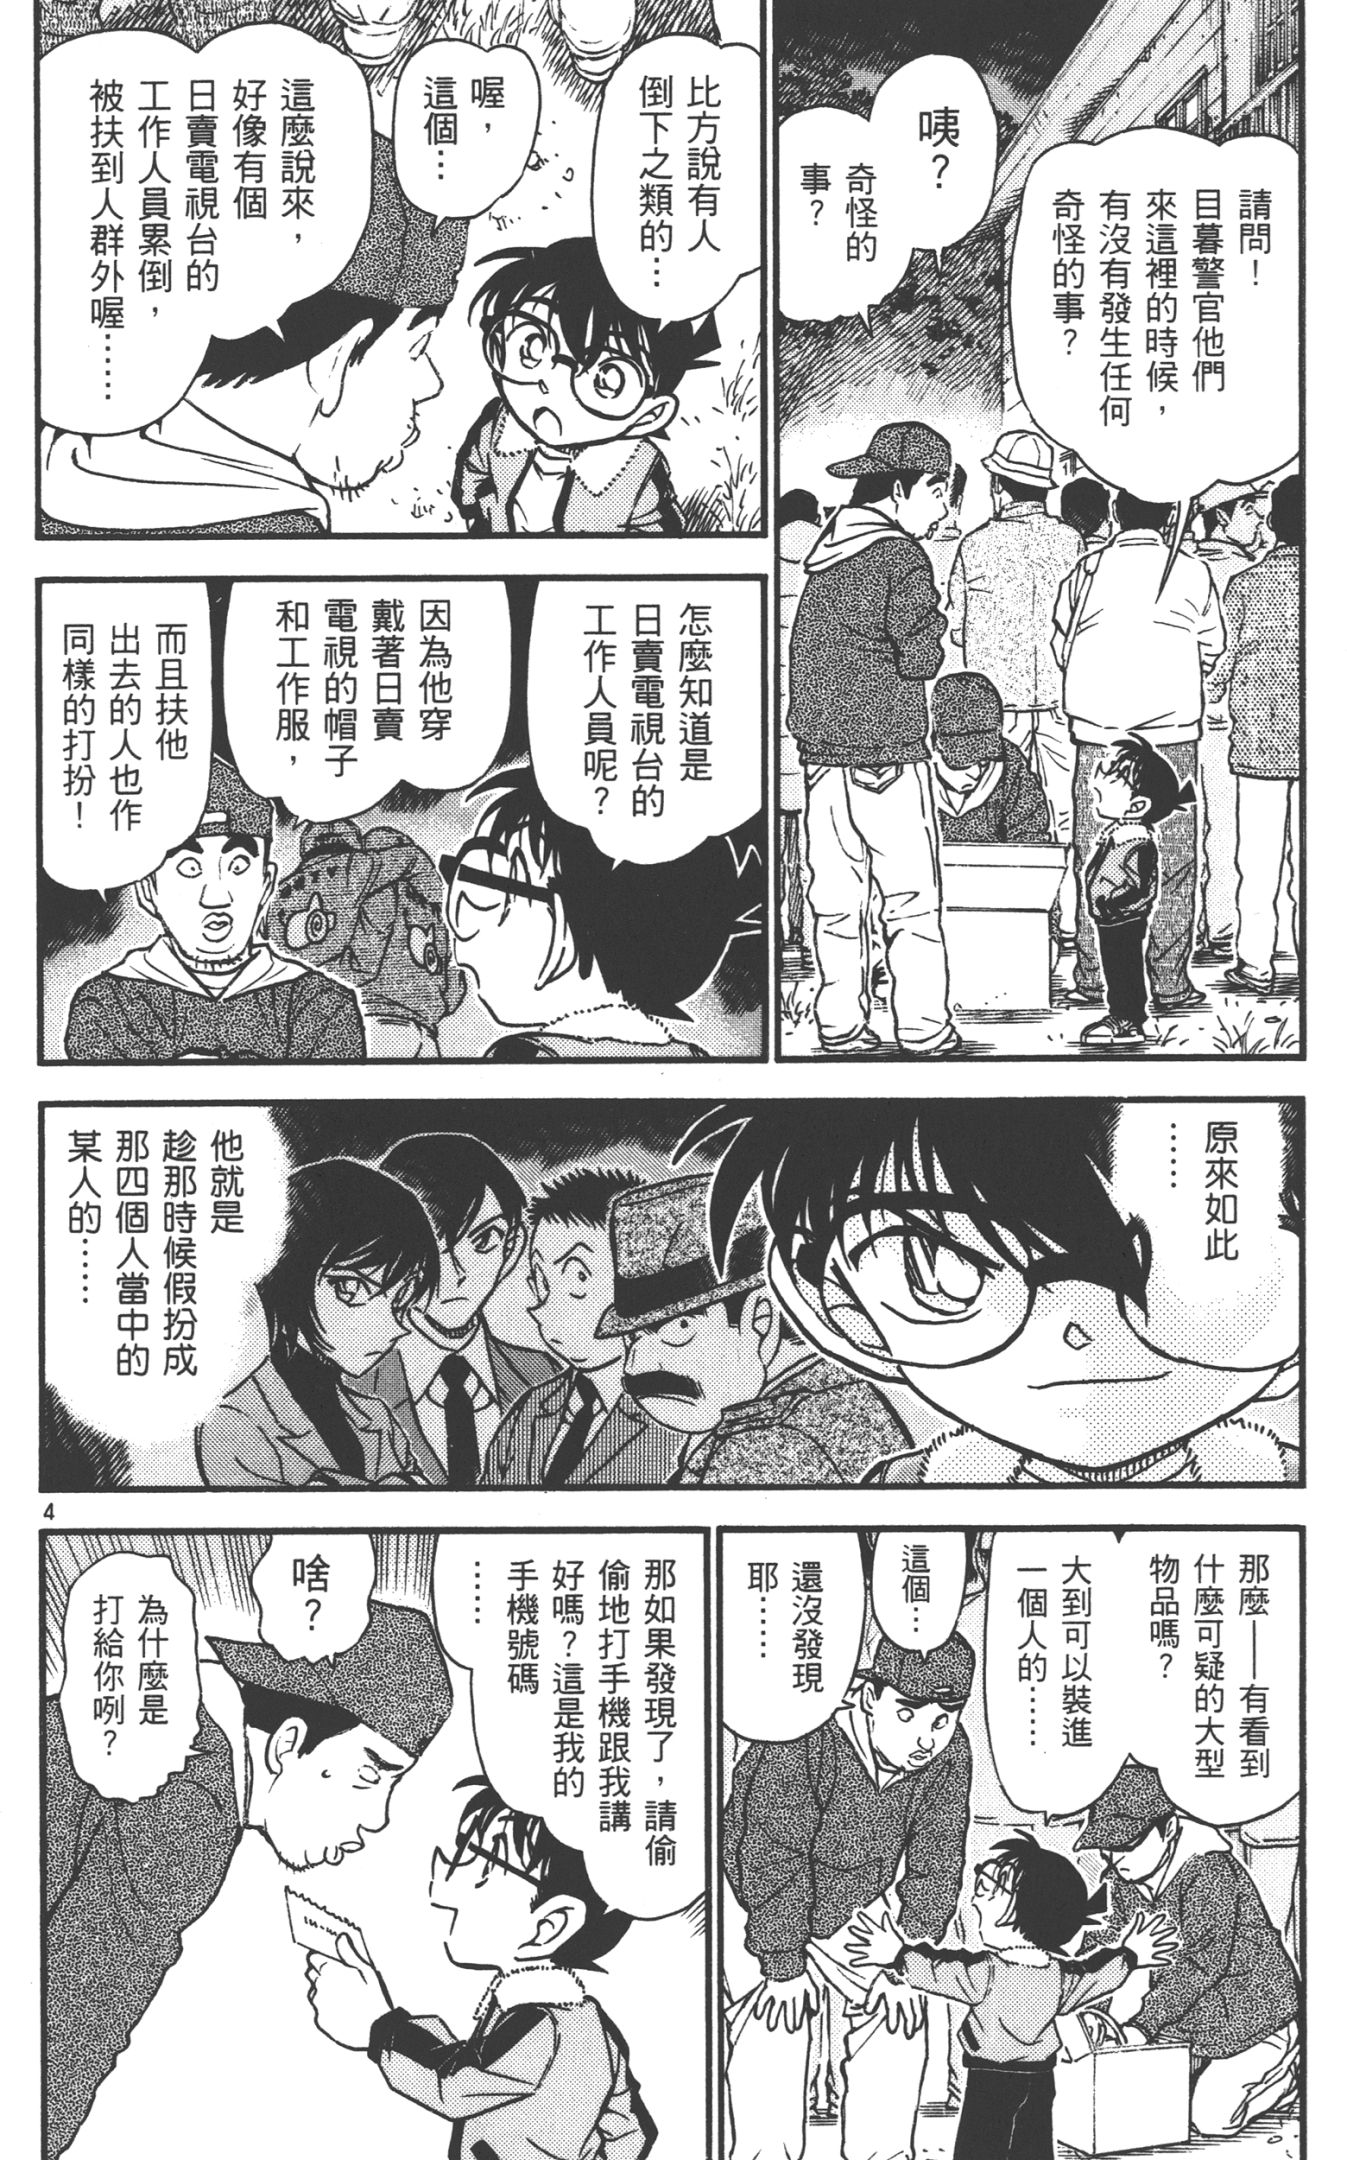 請問！
目暮警官他們
來這裡的時候，
有沒有發生任何
奇怪的事？
咦？
奇怪的
事？
比方說有人
倒下之類的…
喔，
這個…
這麼說來，
好像有個
日賣電視台的
工作人員累倒，
被扶到人群外喔……
怎麼知道是
日賣電視台的
工作人員呢？
因為他穿
戴著日賣
電視的帽子
和工作服，
而且扶他
出去的人也作
同樣的打扮！
原來如此
……
他就是
趁那時候假扮成
那四個人當中的
某人的……
4
那麼——有看到
什麼可疑的大型
物品嗎？
大到可以裝進
一個人的……
這個…
還沒發現
耶……
那如果發現了，請偷
偷地打手機跟我講
好嗎？這是我的
手機號碼
……
啥？
為什麼是
打給你咧？